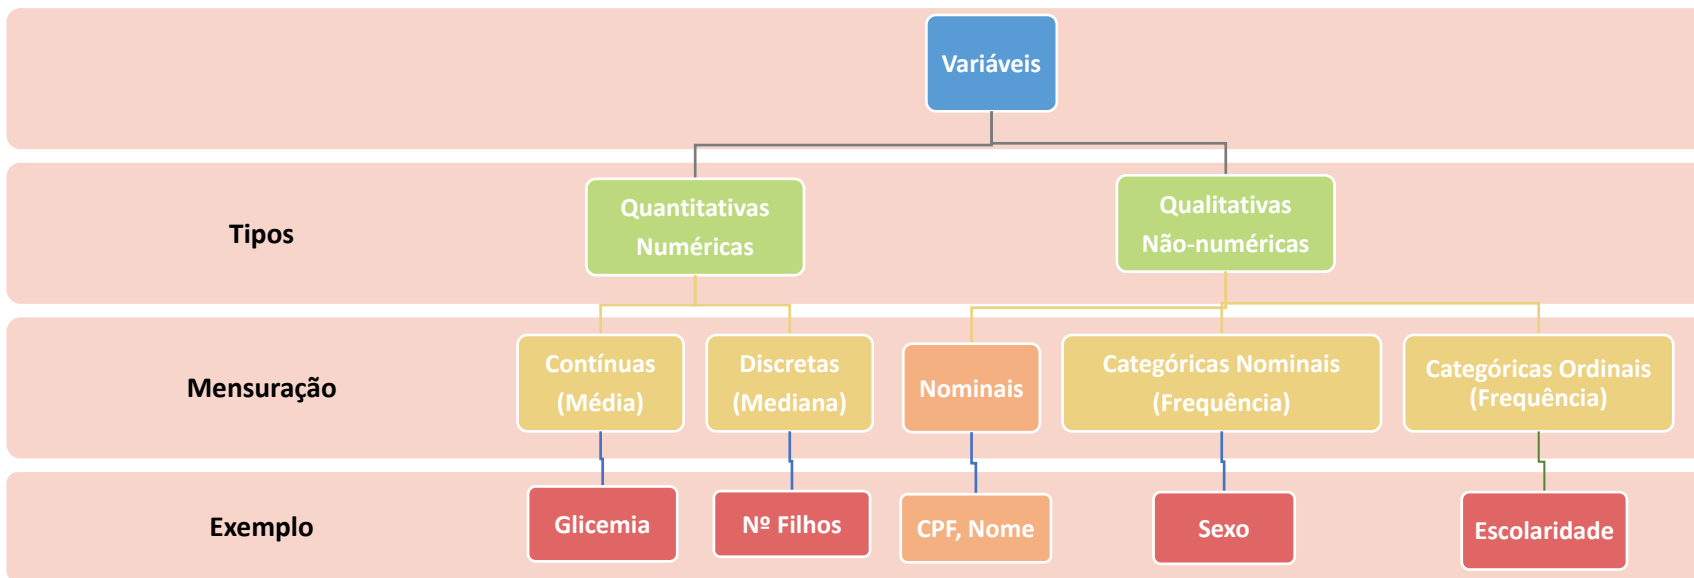 Variáveis
Tipos
Quantitativas
Numéricas
Qualitativas
Não-numéricas
Mensuração
Contínuas
(Média)
Discretas
(Mediana)
Nominais
Categóricas Nominais
(Frequência)
Categóricas Ordinais
(Frequência)
Exemplo
Glicemia
Nº Filhos
CPF, Nome
Sexo
Escolaridade